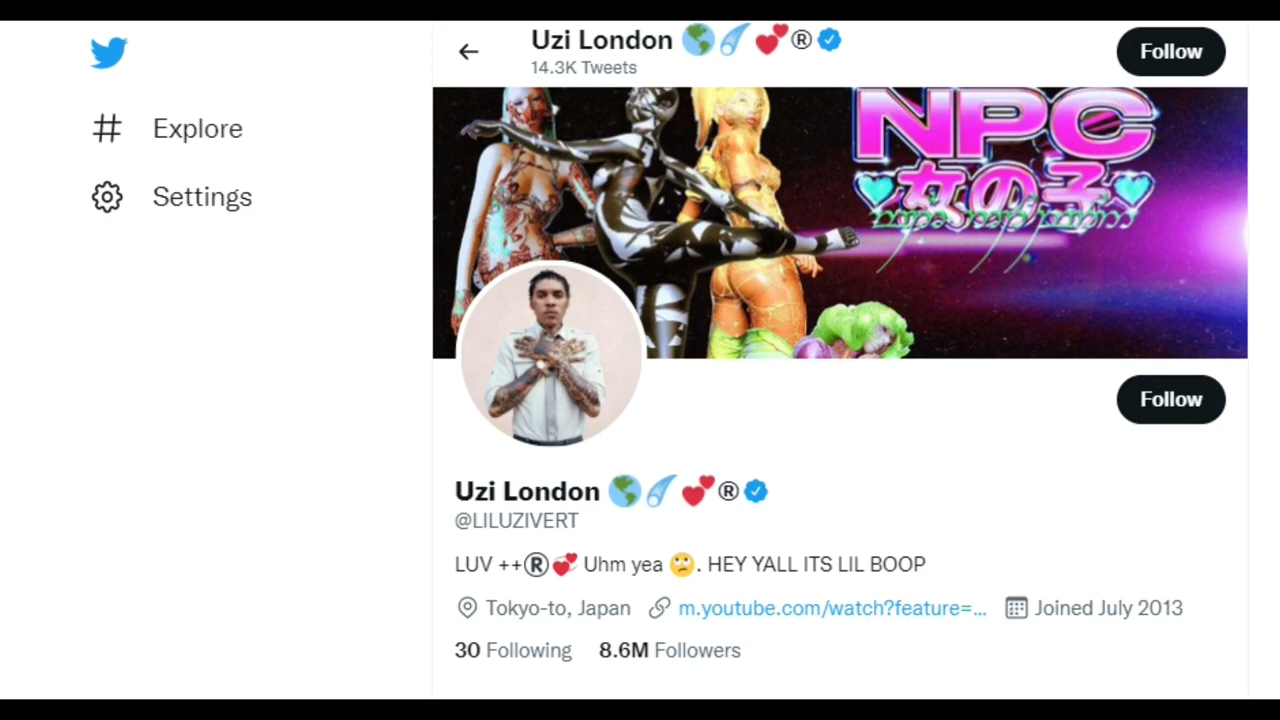 Uzi London 🌎☄️💕®
14.3K Tweets
Follow
Explore
Settings
NPC
女の子
Follow
Uzi London 🌎☄️💕®
@LILUZIVERT
LUV ++®️💞 Uhm yea 🙄. HEY YALL ITS LIL BOOP
Tokyo-to, Japan m.youtube.com/watch?feature=... Joined July 2013
30 Following 8.6M Followers